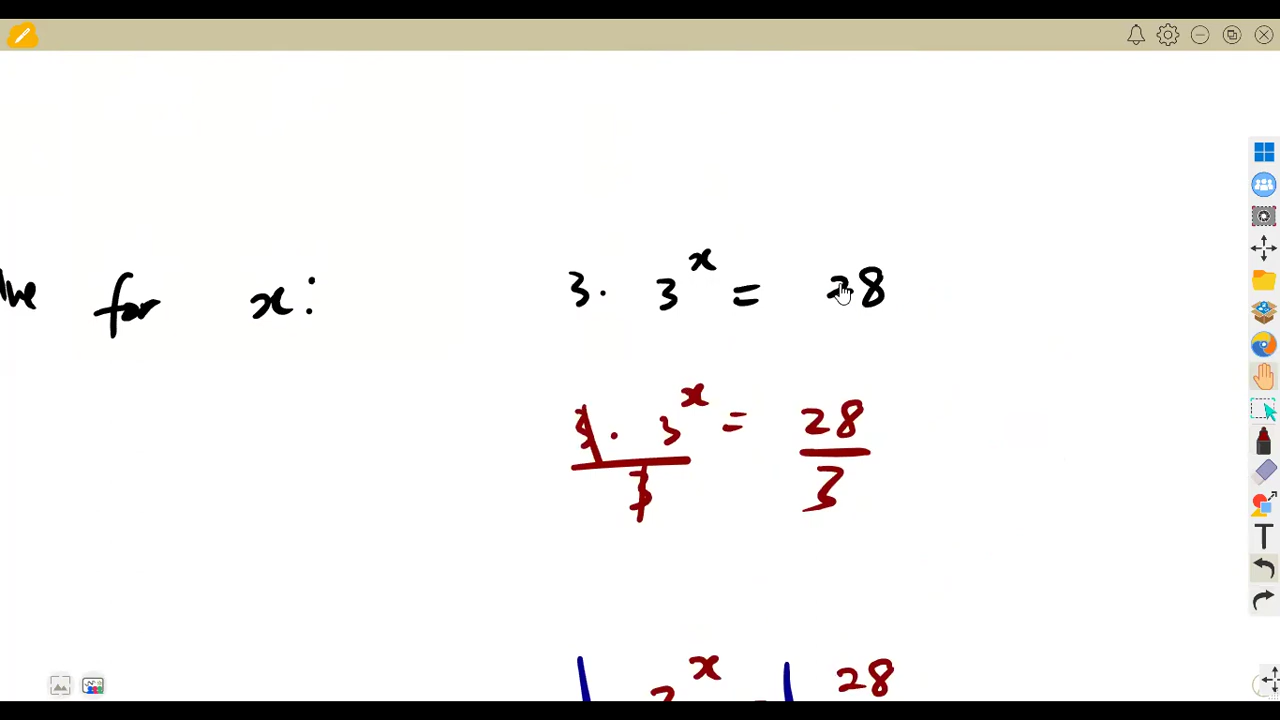 for x: 3 · 3^x = 28
3 · 3^x / 3 = 28 / 3
3^x 28
T